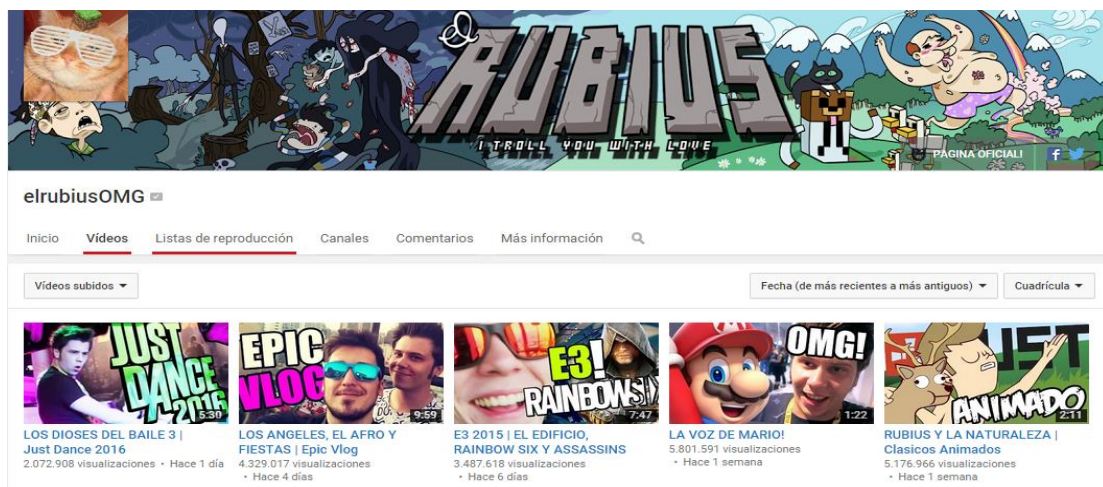 el
RUBIUS
I TROLL YOU WITH LOVE
PAGINA OFICIAL!
elrubiusOMG
Inicio Vídeos Listas de reproducción Canales Comentarios Más información
Vídeos subidos
Fecha (de más recientes a más antiguos) Cuadrícula
JUST
DANCE
2016
5:30
EPIC
VLOG
9:59
E3!
RAINBOW SIX
7:47
OMG!
1:22
JUST
ANIMADO
2:11
LOS DIOSES DEL BAILE 3 |
Just Dance 2016
2.072.908 visualizaciones • Hace 1 día
LOS ANGELES, EL AFRO Y
FIESTAS | Epic Vlog
4.329.017 visualizaciones
• Hace 4 días
E3 2015 | EL EDIFICIO,
RAINBOW SIX Y ASSASSINS
3.487.618 visualizaciones
• Hace 6 días
LA VOZ DE MARIO!
5.801.591 visualizaciones
• Hace 1 semana
RUBIUS Y LA NATURALEZA |
Clasicos Animados
5.176.966 visualizaciones
• Hace 1 semana